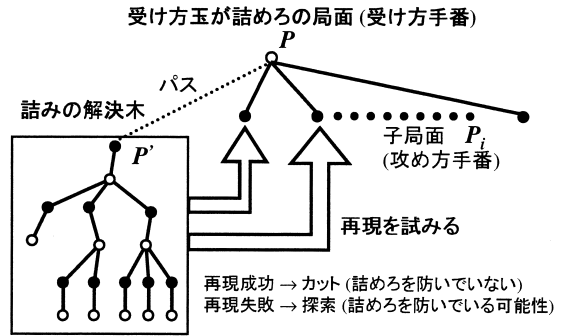 受け方玉が詰めろの局面 (受け方手番)
P
パス
詰みの解決木
P'
子局面 Pi
(攻め方手番)
再現を試みる
再現成功 → カット (詰めろを防いでいない)
再現失敗 → 探索 (詰めろを防いでいる可能性)